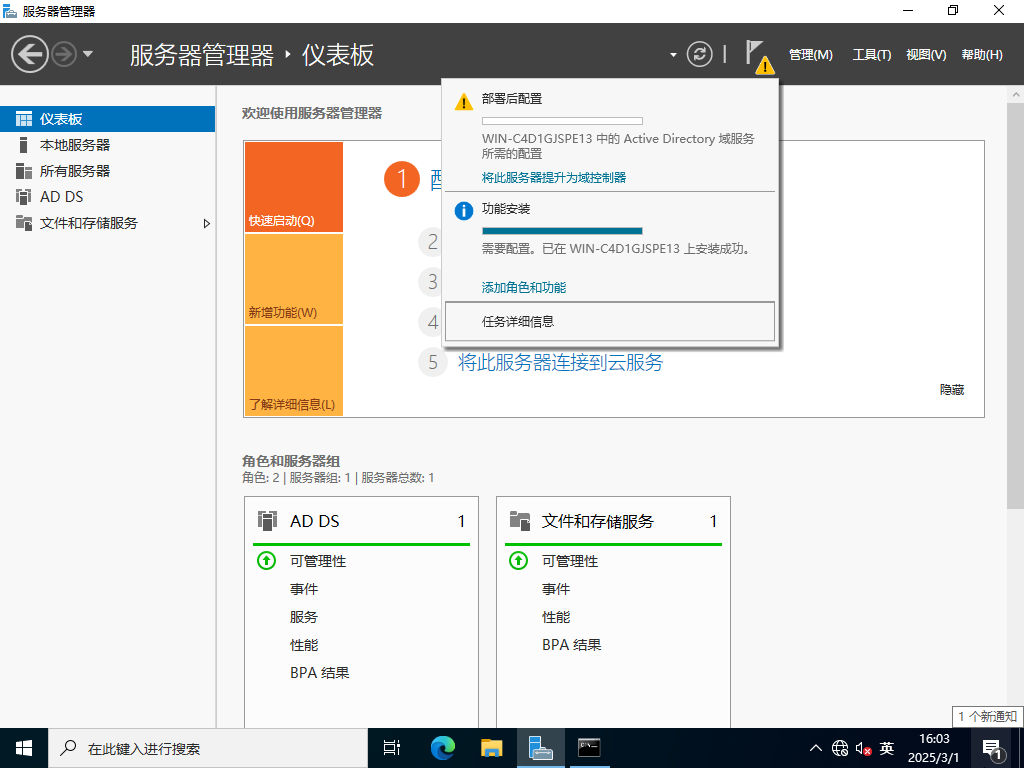 服务器管理器
服务器管理器 仪表板
管理(M) 工具(T) 视图(V) 帮助(H)
仪表板
本地服务器
所有服务器
AD DS
文件和存储服务
欢迎使用服务器管理器
快速启动(Q)
新增功能(W)
了解详细信息(L)
1
2
3
4
5 将此服务器连接到云服务
隐藏
部署后配置
WIN-C4D1GJSPE13 中的 Active Directory 域服务
所需的配置
将此服务器提升为域控制器
功能安装
需要配置。已在 WIN-C4D1GJSPE13 上安装成功。
添加角色和功能
任务详细信息
角色和服务器组
角色: 2 | 服务器组: 1 | 服务器总数: 1
AD DS 1
可管理性
事件
服务
性能
BPA 结果
文件和存储服务 1
可管理性
事件
性能
BPA 结果
1 个新通知
在此键入进行搜索
英
16:03
2025/3/1
1